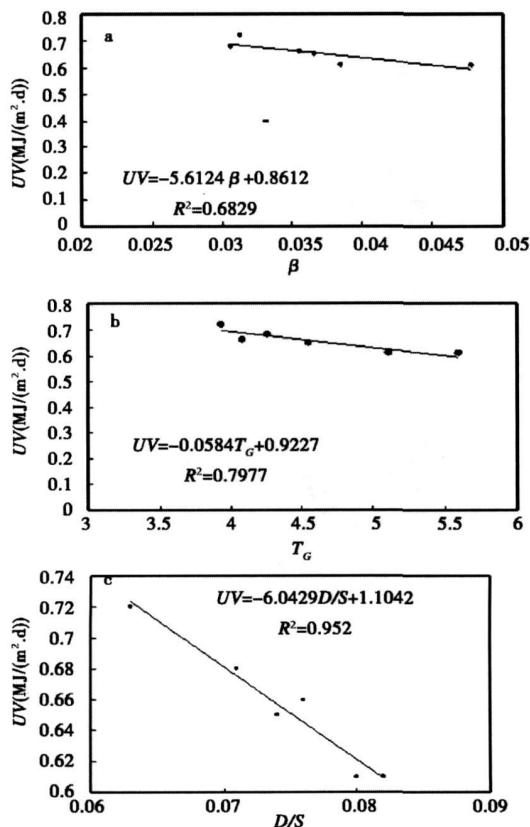 a
0.8
0.7
0.6
0.5
0.4
0.3
0.2
0.1
0
UV(MJ/(m².d))
UV=−5.6124 β+0.8612
R²=0.6829
0.02 0.025 0.03 0.035 0.04 0.045 0.05
β
b
0.8
0.7
0.6
0.5
0.4
0.3
0.2
0.1
0
UV(MJ/(m².d))
UV=−0.0584T_G+0.9227
R²=0.7977
3 3.5 4 4.5 5 5.5 6
T_G
c
0.74
0.72
0.7
0.68
0.66
0.64
0.62
0.6
UV(MJ/(m².d))
UV=−6.0429D/S+1.1042
R²=0.952
0.06 0.07 0.08 0.09
D/S